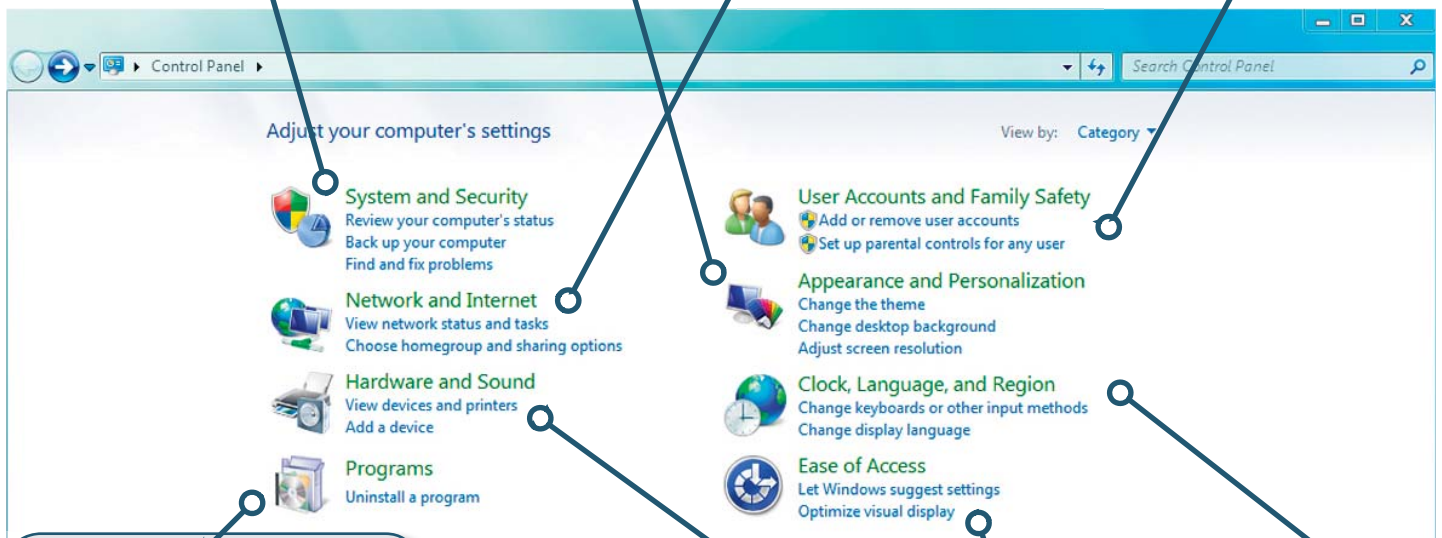 Control Panel
Search Control Panel
Adjust your computer's settings
View by: Category
System and Security
Review your computer's status
Back up your computer
Find and fix problems
Network and Internet
View network status and tasks
Choose homegroup and sharing options
Hardware and Sound
View devices and printers
Add a device
Programs
Uninstall a program
User Accounts and Family Safety
Add or remove user accounts
Set up parental controls for any user
Appearance and Personalization
Change the theme
Change desktop background
Adjust screen resolution
Clock, Language, and Region
Change keyboards or other input methods
Change display language
Ease of Access
Let Windows suggest settings
Optimize visual display